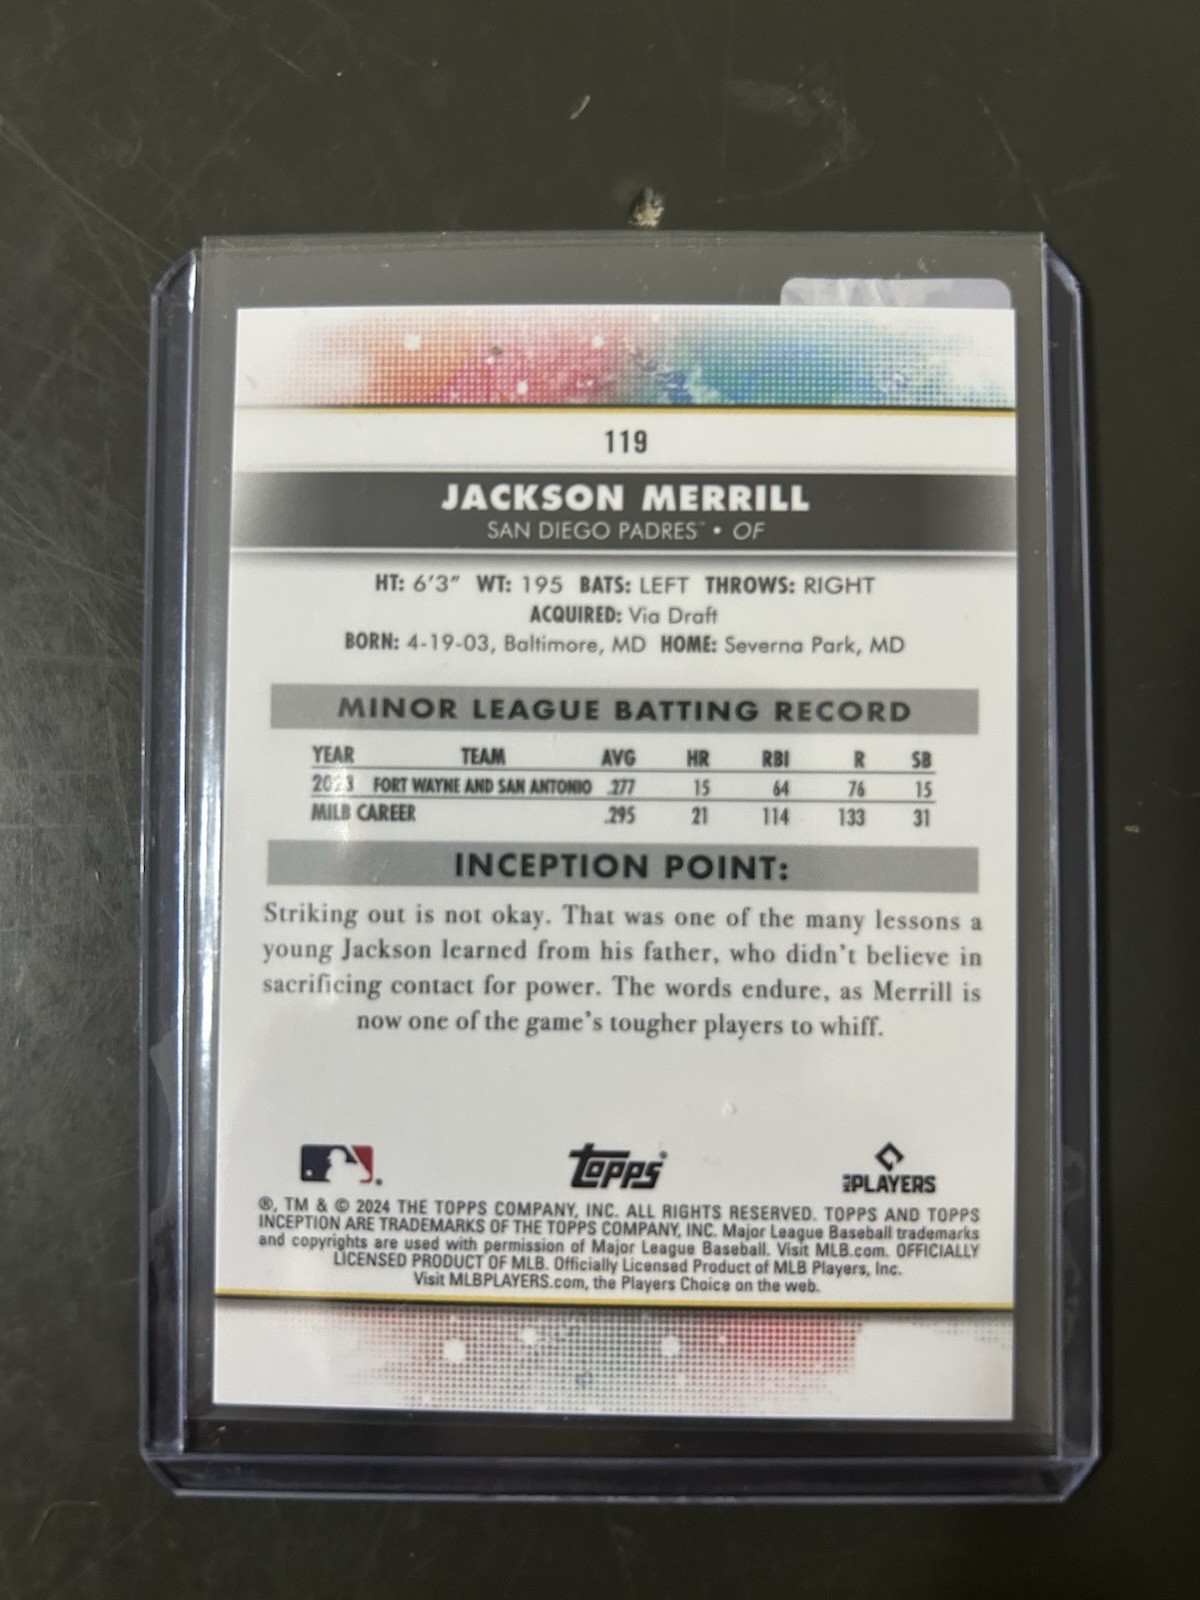 119
JACKSON MERRILL
SAN DIEGO PADRES™ • OF
HT: 6'3" WT: 195 BATS: LEFT THROWS: RIGHT
ACQUIRED: Via Draft
BORN: 4-19-03, Baltimore, MD HOME: Severna Park, MD
MINOR LEAGUE BATTING RECORD
YEAR TEAM AVG HR RBI R SB
2023 FORT WAYNE AND SAN ANTONIO .277 15 64 76 15
MILB CAREER .295 21 114 133 31
INCEPTION POINT:
Striking out is not okay. That was one of the many lessons a
young Jackson learned from his father, who didn't believe in
sacrificing contact for power. The words endure, as Merrill is
now one of the game's tougher players to whiff.
topps®
MLB PLAYERS
®, TM & © 2024 THE TOPPS COMPANY, INC. ALL RIGHTS RESERVED. TOPPS AND TOPPS
INCEPTION ARE TRADEMARKS OF THE TOPPS COMPANY, INC. Major League Baseball trademarks
and copyrights are used with permission of Major League Baseball. Visit MLB.com. OFFICIALLY
LICENSED PRODUCT OF MLB. Officially Licensed Product of MLB Players, Inc.
Visit MLBPLAYERS.com, the Players Choice on the web.